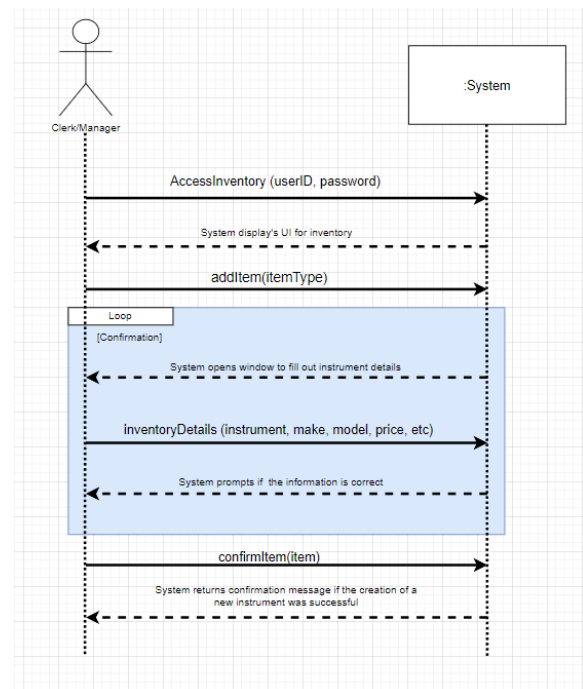 :System
Clerk/Manager
AccessInventory (userID, password)
System display's UI for inventory
addItem(itemType)
Loop
[Confirmation]
System opens window to fill out instrument details
inventoryDetails (instrument, make, model, price, etc)
System prompts if the information is correct
confirmItem(item)
System returns confirmation message if the creation of a
new instrument was successful